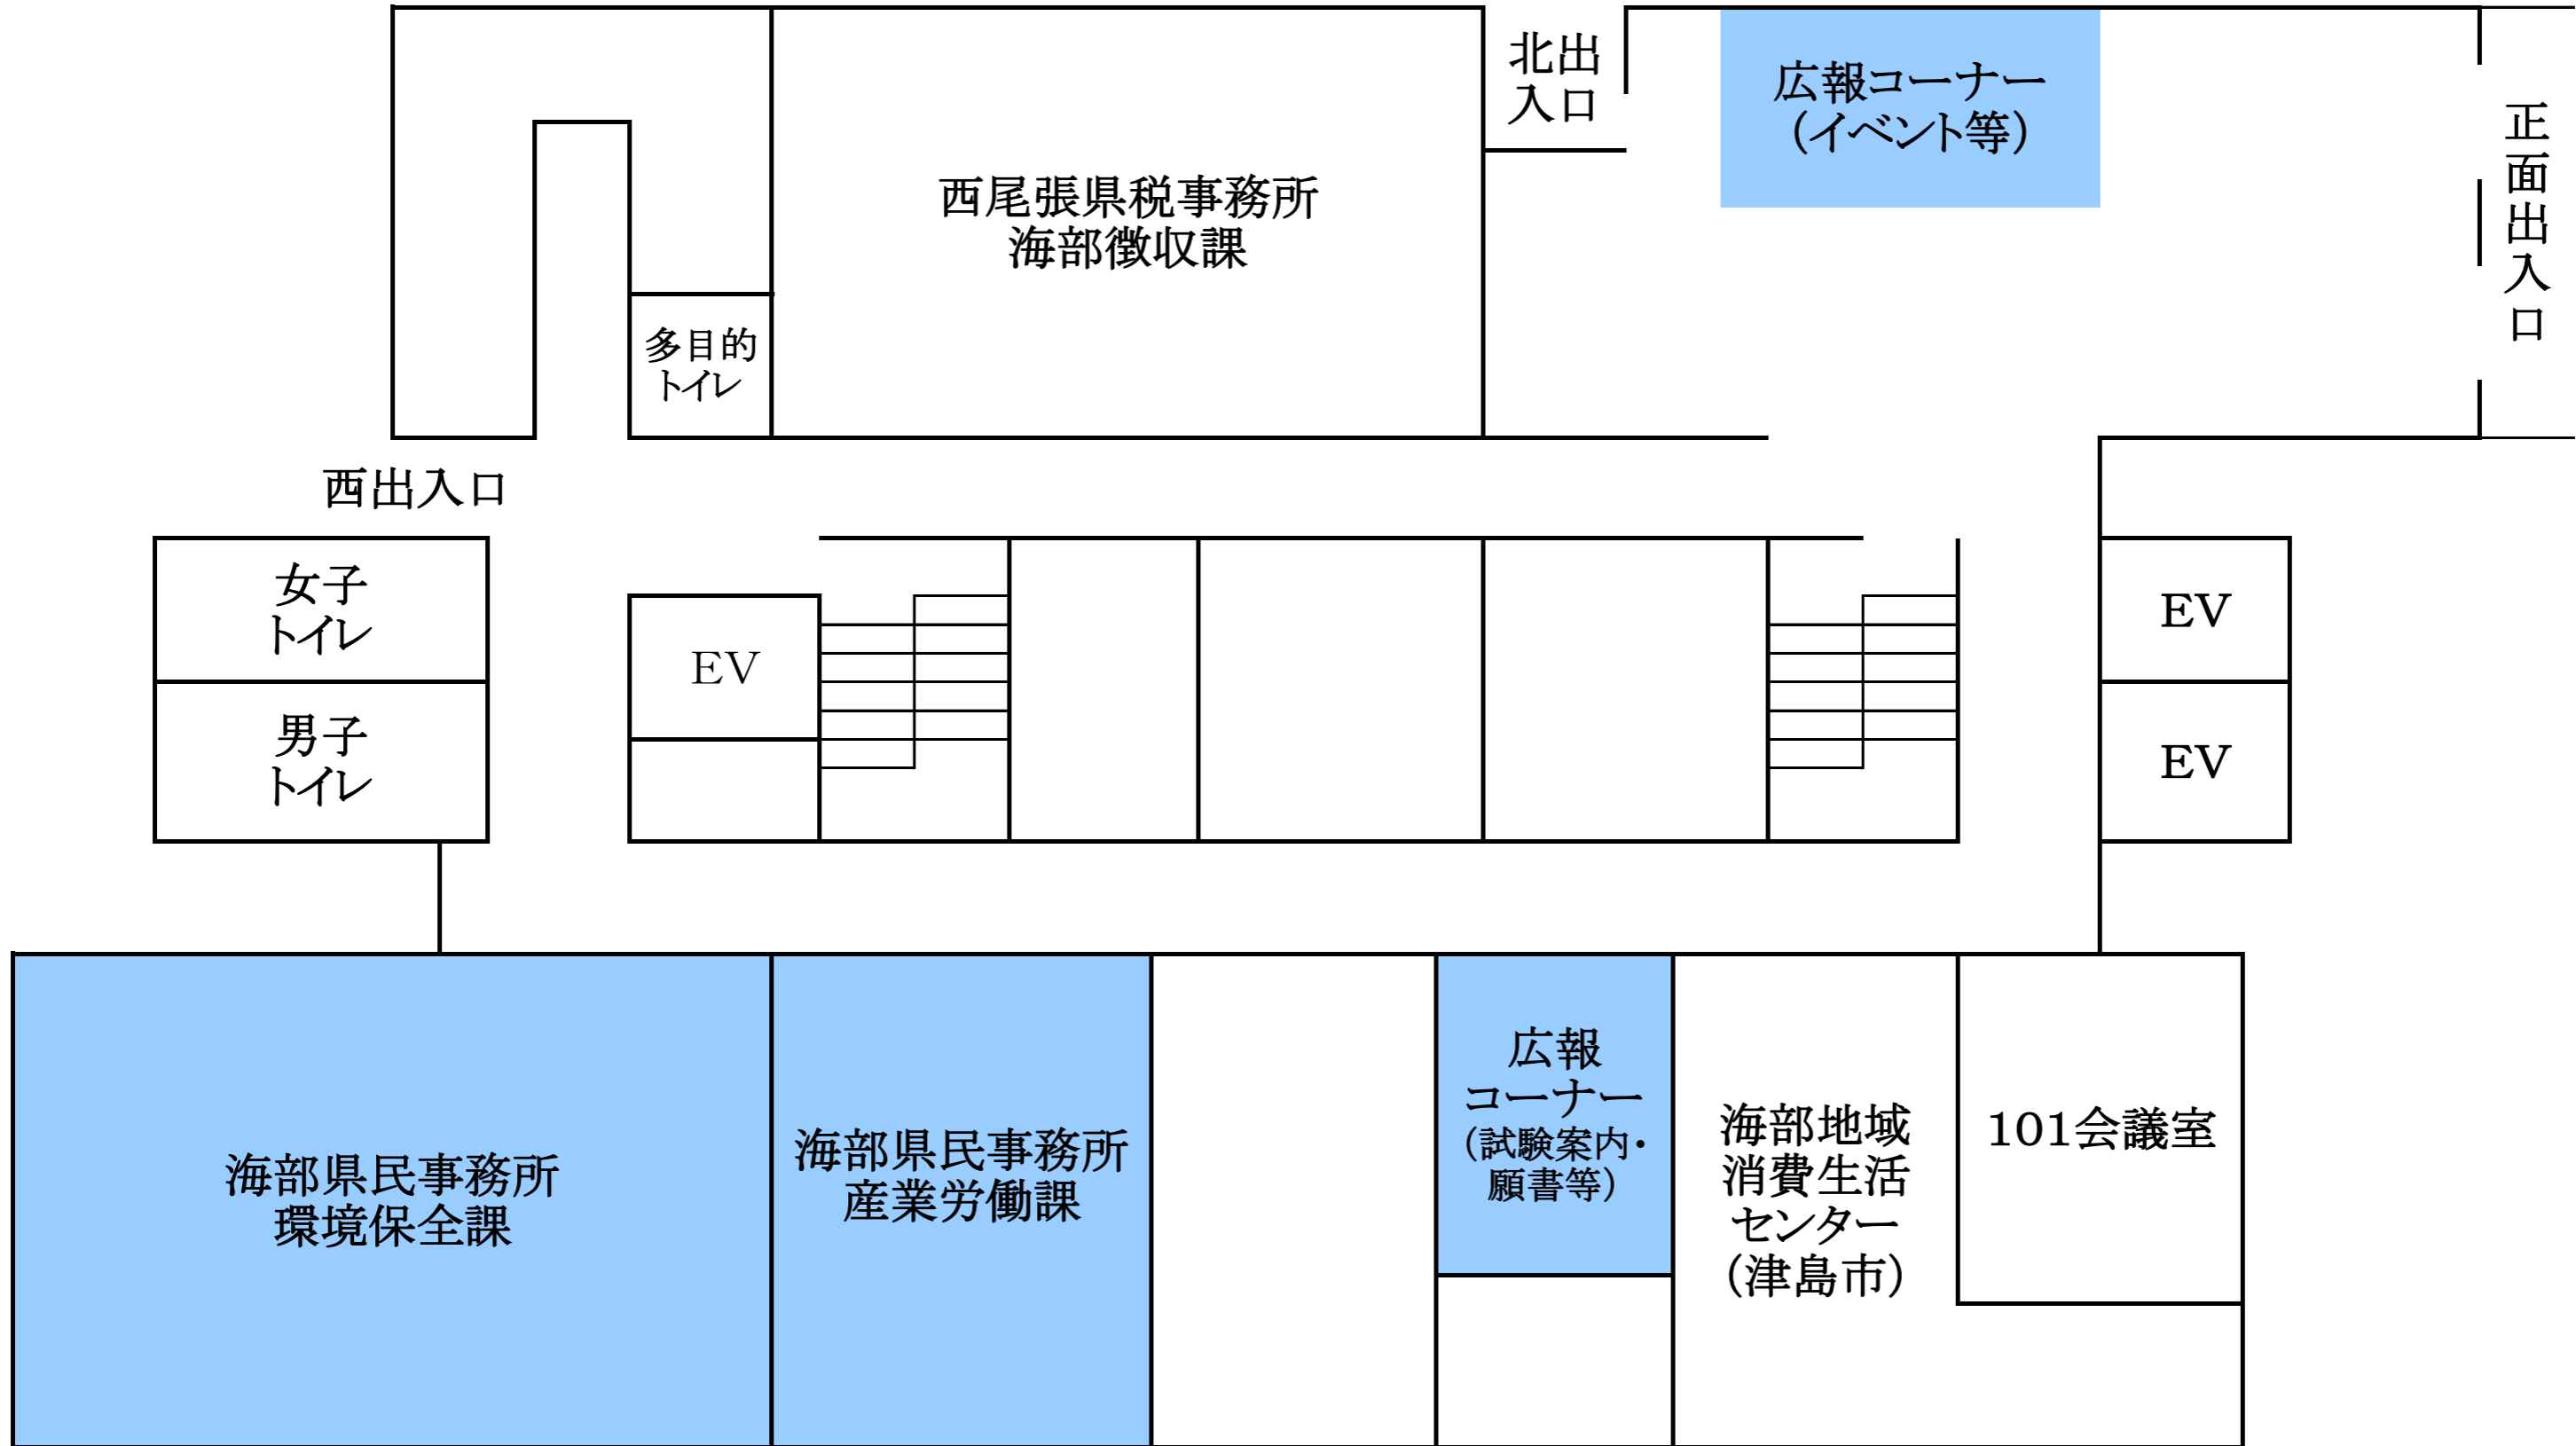 北出
入口
広報コーナー
（イベント等）
正面出入口
西尾張県税事務所
海部徴収課
多目的
トイレ
西出入口
女子
トイレ
男子
トイレ
EV
EV
EV
海部県民事務所
環境保全課
海部県民事務所
産業労働課
広報
コーナー
（試験案内・
願書等）
海部地域
消費生活
センター
（津島市）
101会議室